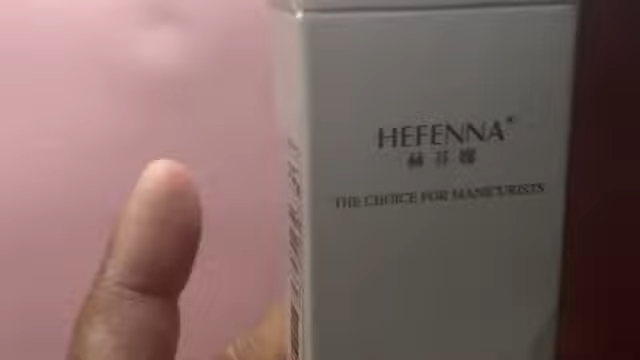 HEFENNA®
赫芬娜
THE CHOICE FOR MANICURISTS